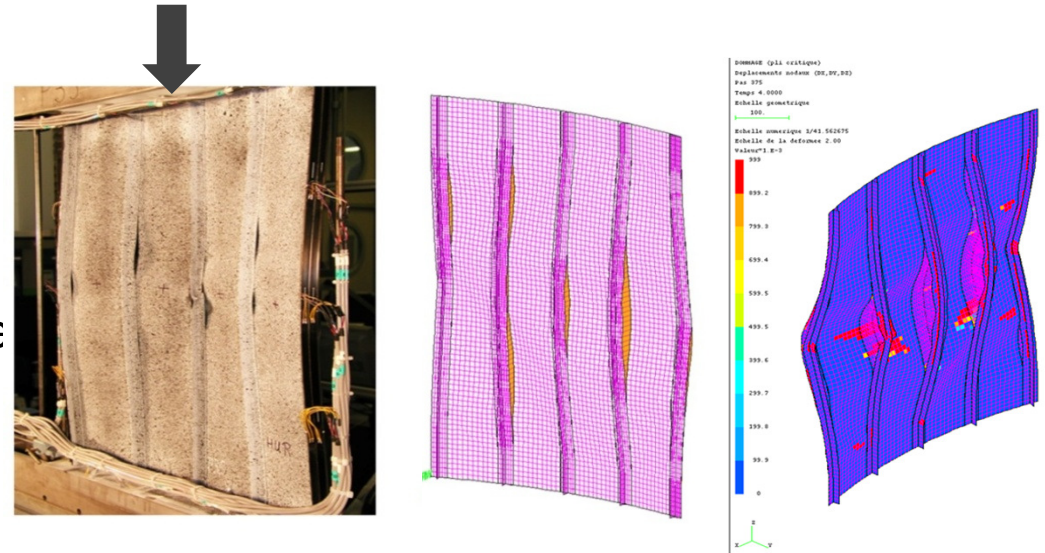 HUR
DOMMAGE (pli critique)
Deplacements nodaux (DX,DY,DZ)
Pas 375
Temps 4.0000
Echelle geometrique
100.
Echelle numerique 1/41.562675
Echelle de la deformee 2.00
Valeur*1.E-3
999
899.2
799.3
699.4
599.5
499.5
399.6
299.7
199.8
99.9
0
Z
X Y